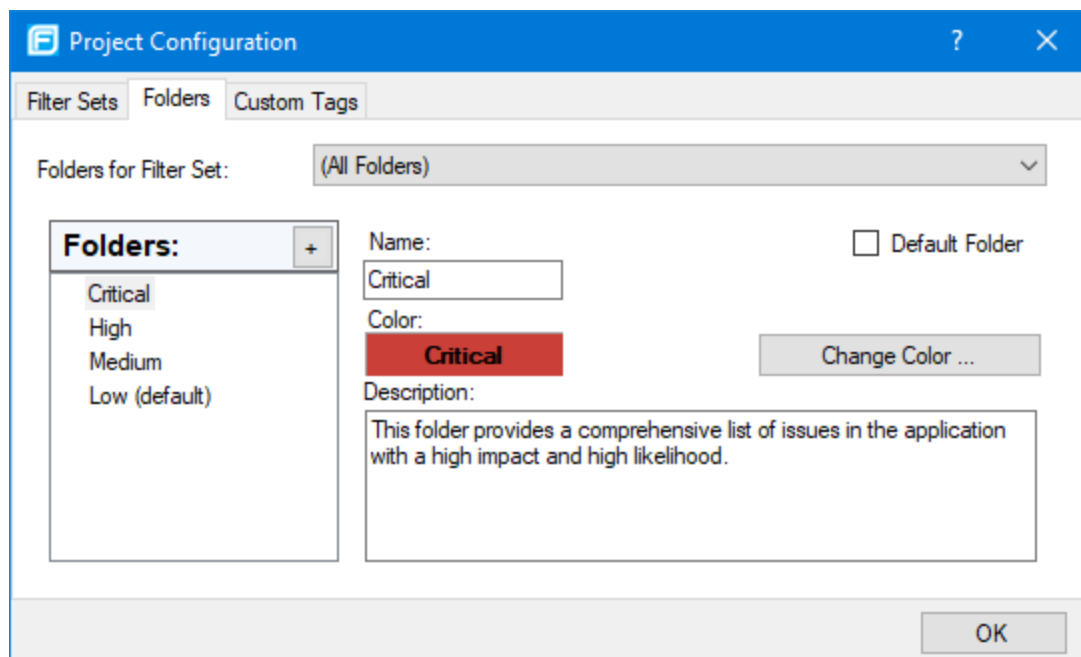 Project Configuration
?
Filter Sets Folders Custom Tags
Folders for Filter Set: (All Folders)
Folders: +
Critical
High
Medium
Low (default)
Name:
Default Folder
Critical
Color:
Critical
Change Color ...
Description:
This folder provides a comprehensive list of issues in the application
with a high impact and high likelihood.
OK